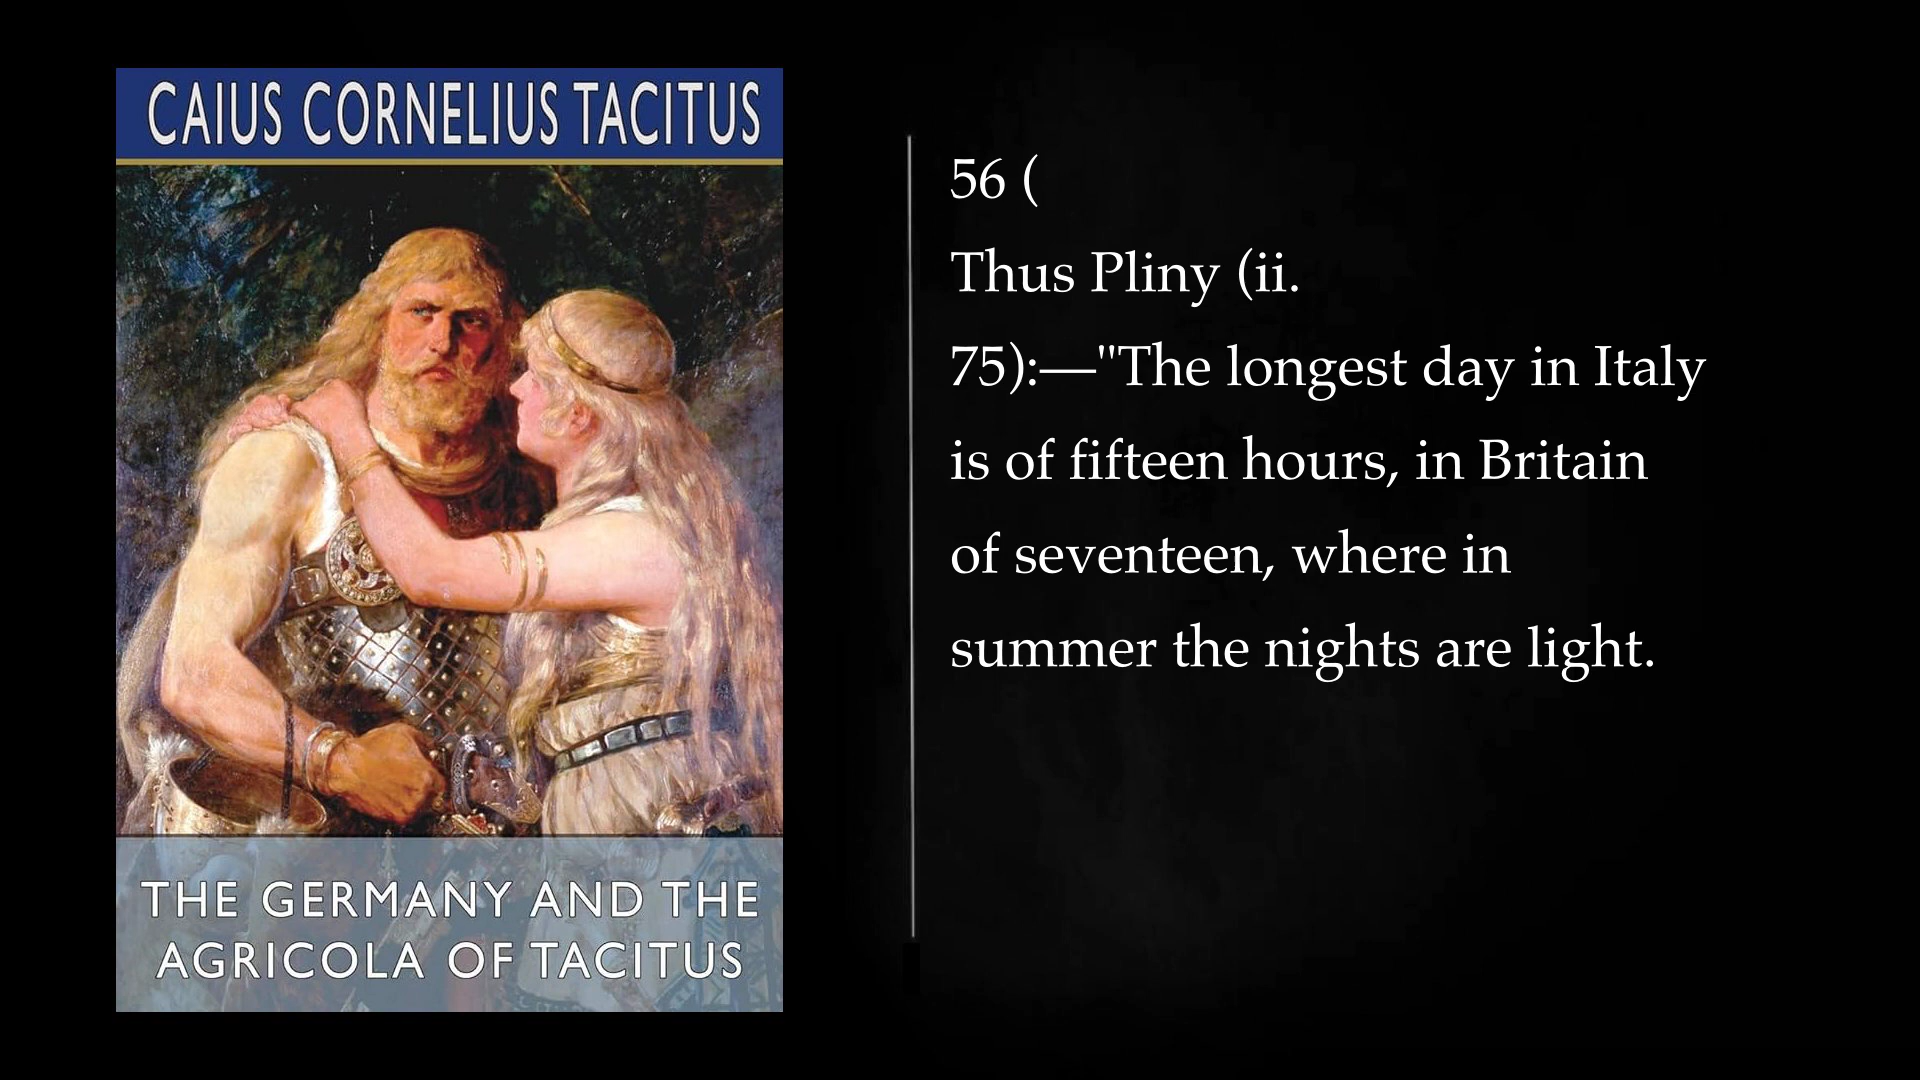 CAIUS CORNELIUS TACITUS
THE GERMANY AND THE
AGRICOLA OF TACITUS
56 (
Thus Pliny (ii.
75):—"The longest day in Italy
is of fifteen hours, in Britain
of seventeen, where in
summer the nights are light.